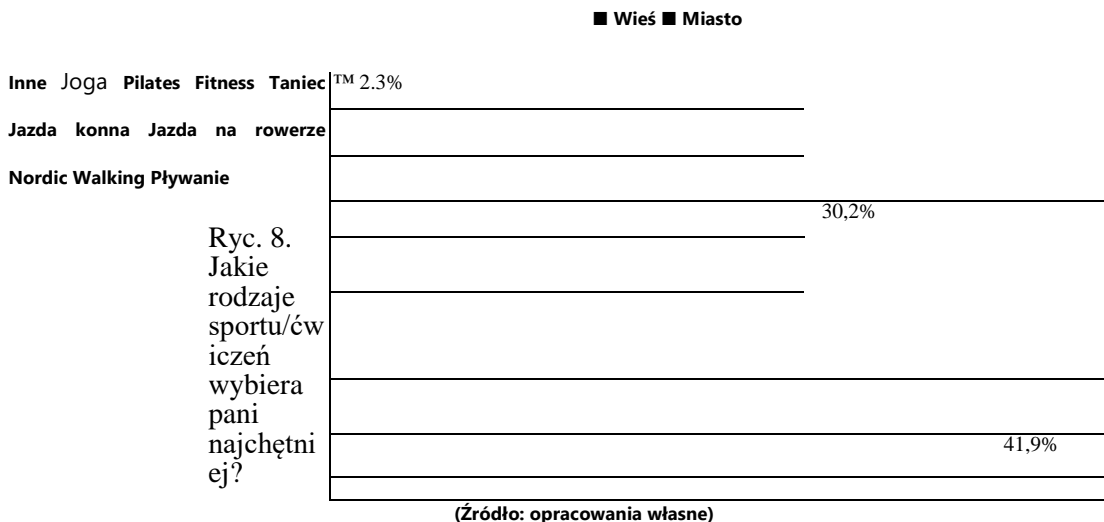 ■ Wieś ■ Miasto
Inne Joga Pilates Fitness Taniec ™ 2.3%
Jazda konna Jazda na rowerze
Nordic Walking Pływanie
30,2%
Ryc. 8.
Jakie
rodzaje
sportu/ćw
iczeń
wybiera
pani
najchętni
ej?
41,9%
(Źródło: opracowania własne)